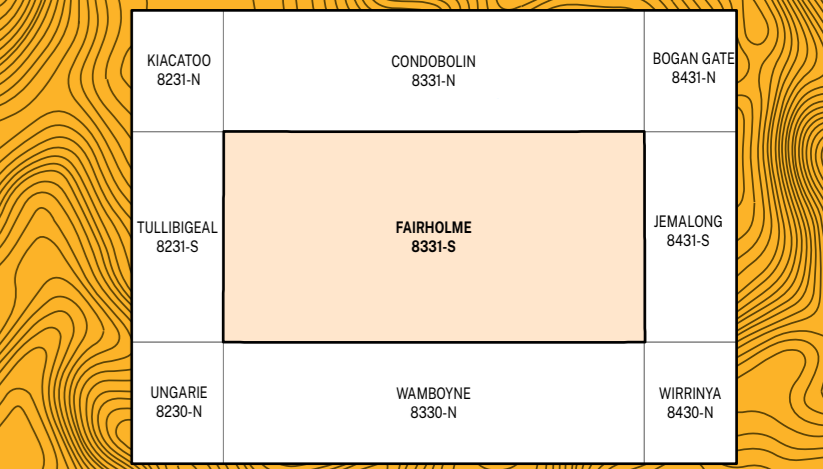 KIACATOO
8231-N
CONDOBOLIN
8331-N
BOGAN GATE
8431-N
TULLIBIGEAL
8231-S
FAIRHOLME
8331-S
JEMALONG
8431-S
UNGARIE
8230-N
WAMBOYNE
8330-N
WIRRINYA
8430-N